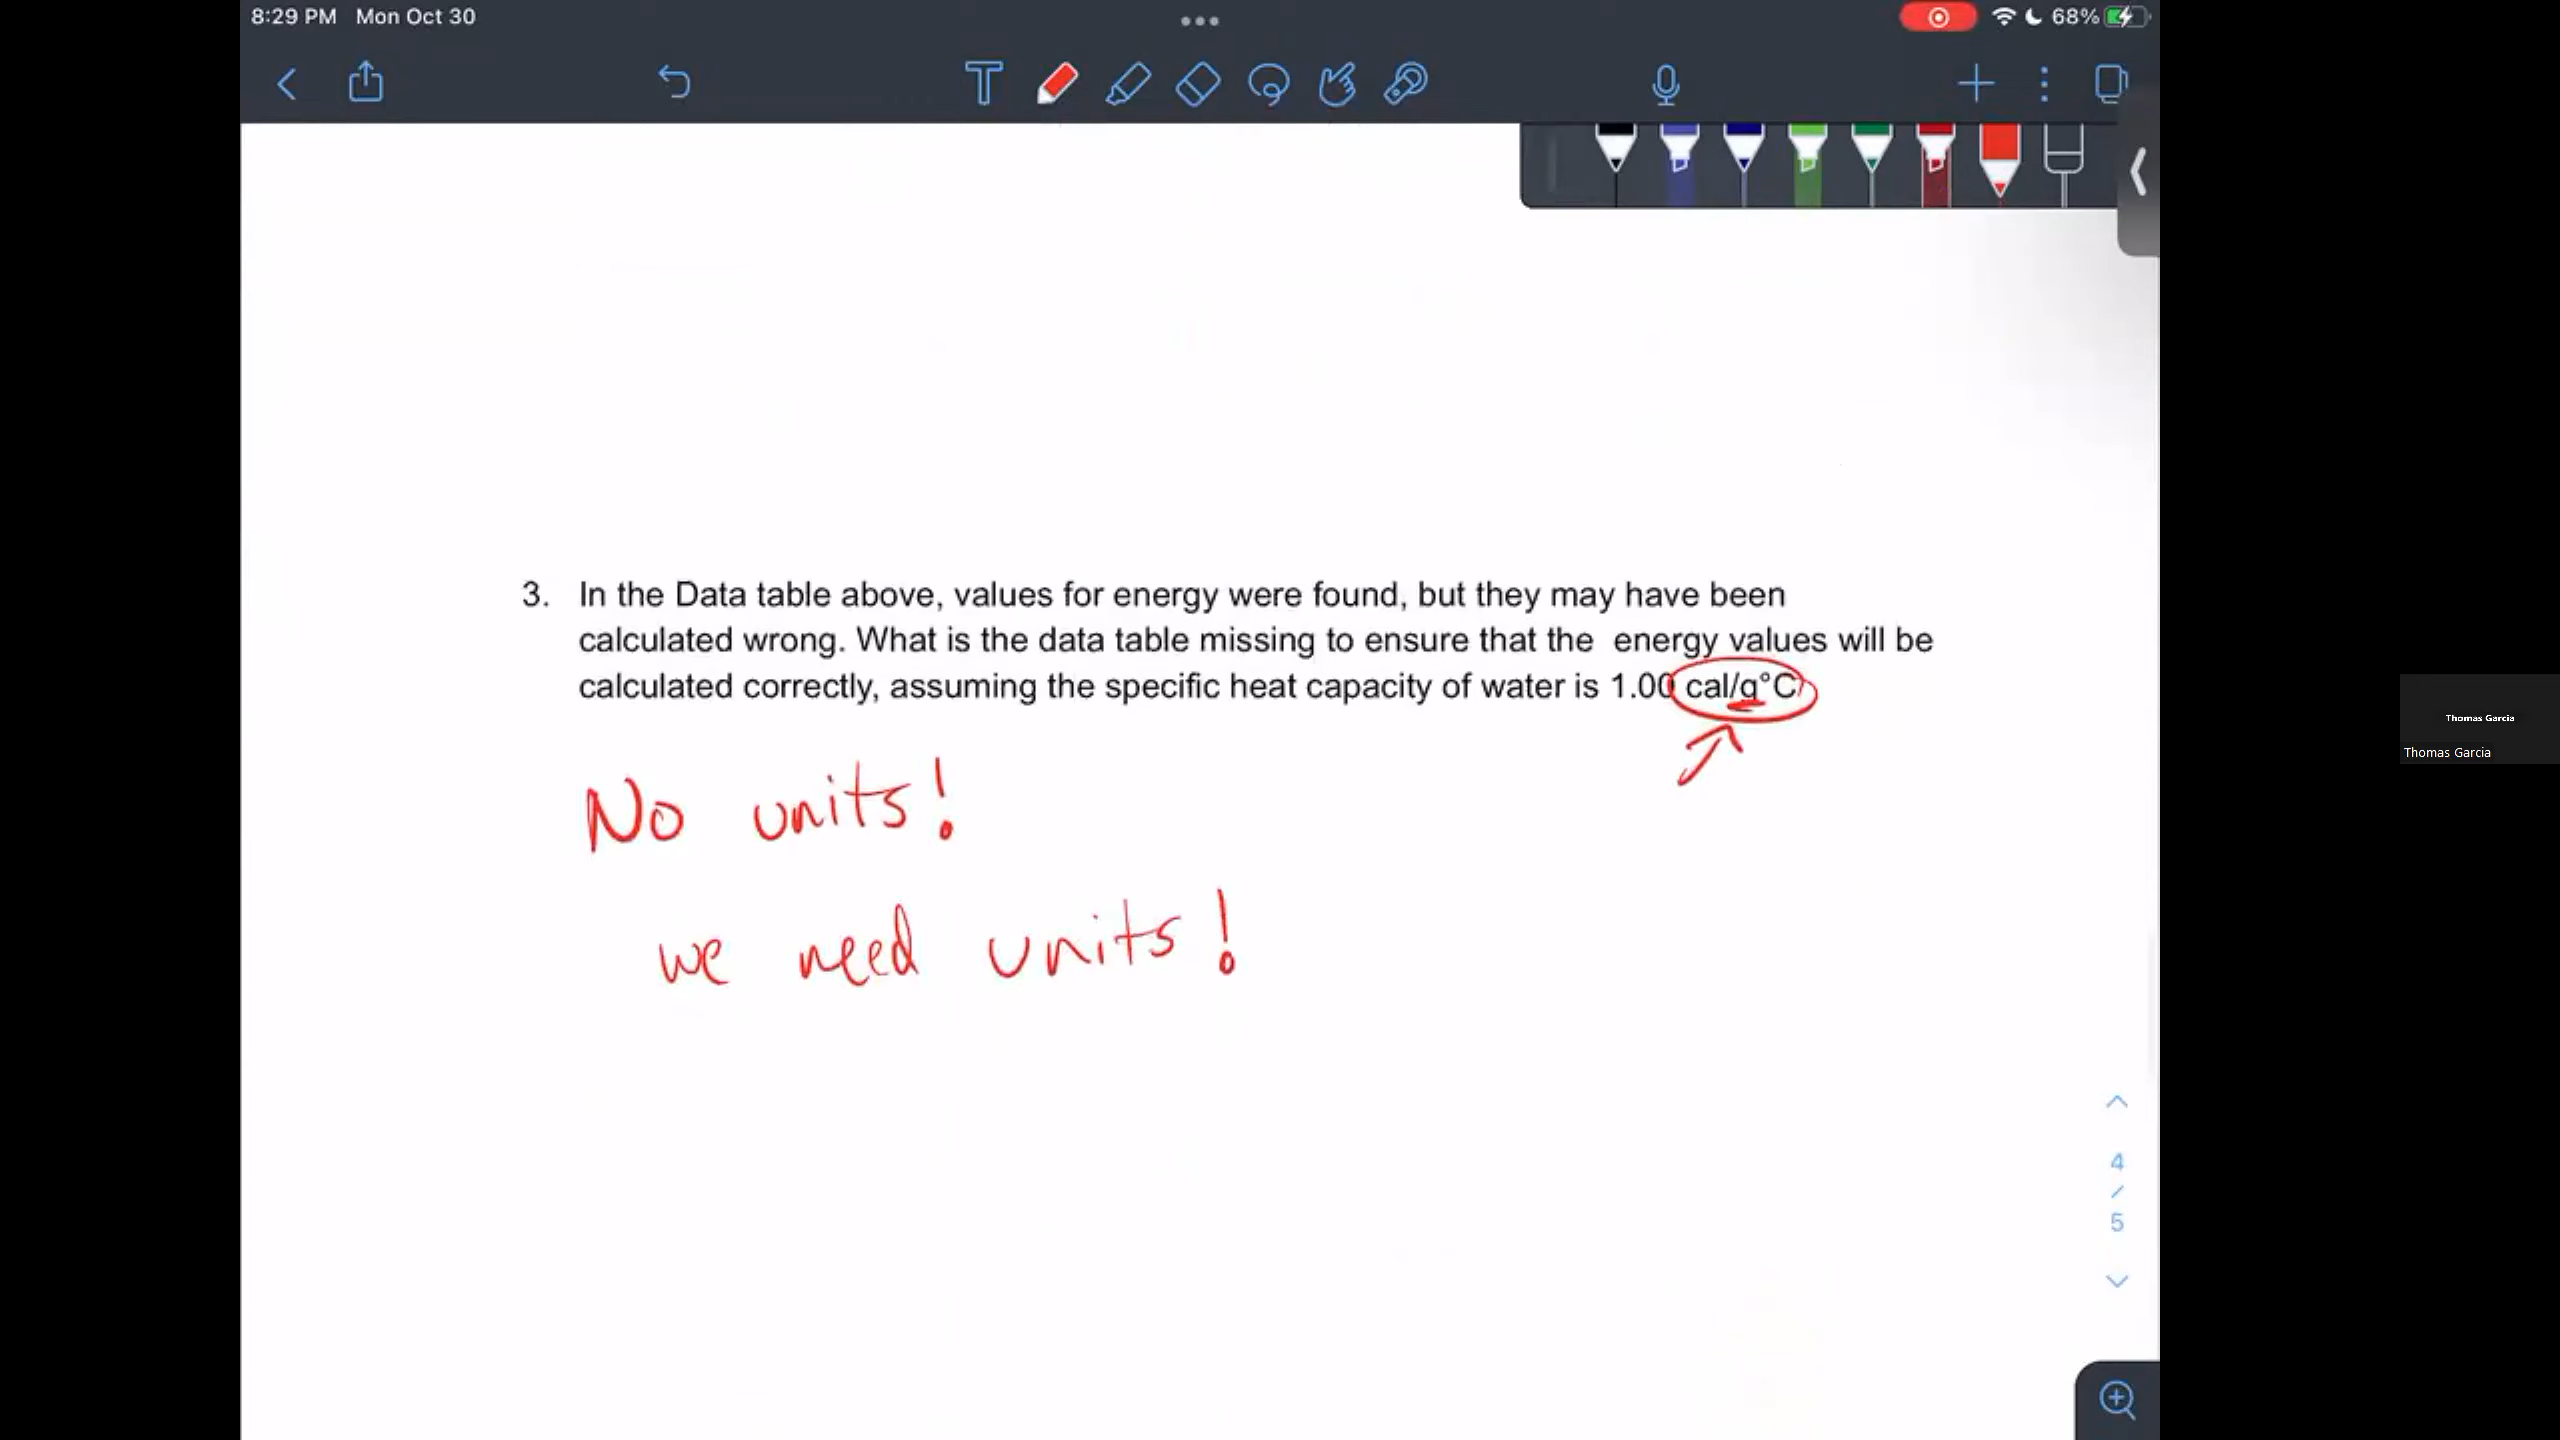 8:29 PM Mon Oct 30
68%
3. In the Data table above, values for energy were found, but they may have been
calculated wrong. What is the data table missing to ensure that the energy values will be
calculated correctly, assuming the specific heat capacity of water is 1.00 cal/g°C
No units!
we need units!
Thomas Garcia
Thomas Garcia
4
/
5